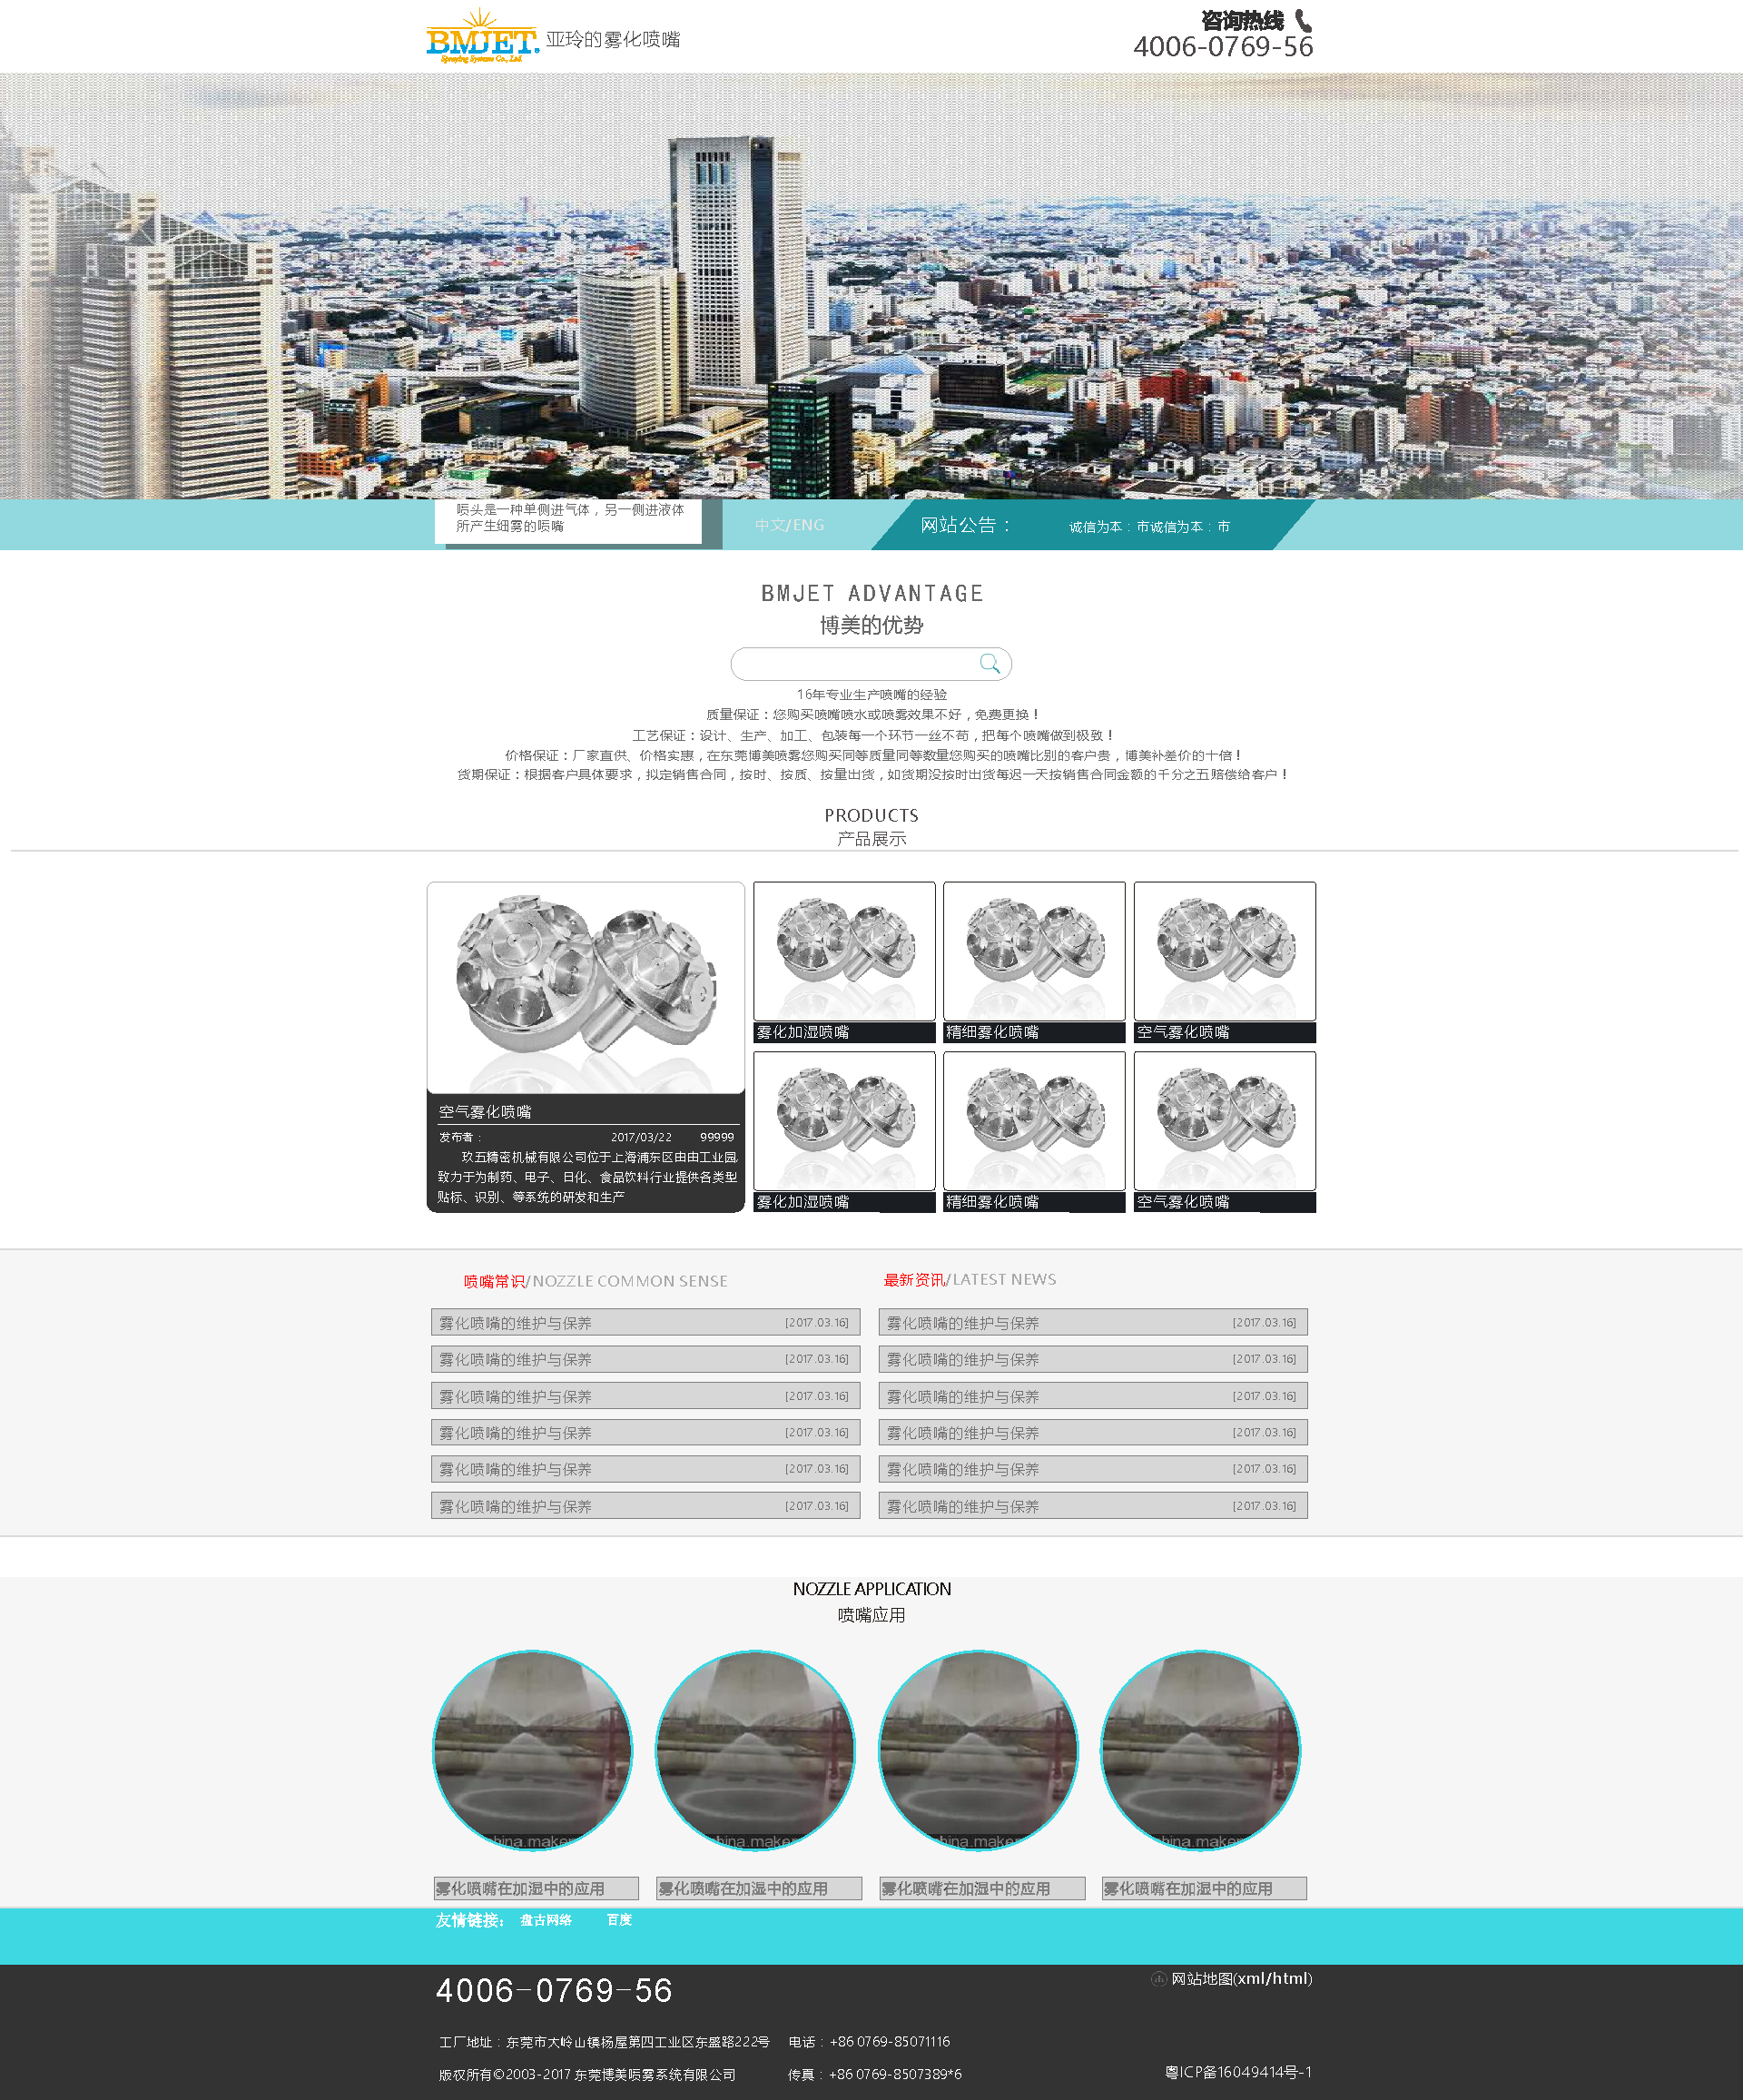 BMJET.
Spraying Systems Co., Ltd.
亚玲的雾化喷嘴
咨询热线
4006-0769-56
喷头是一种单侧进气体，另一侧进液体
所产生细雾的喷嘴
中文/ENG
网站公告：
诚信为本：市诚信为本：市
BMJET ADVANTAGE
博美的优势
16年专业生产喷嘴的经验
质量保证：您购买喷嘴喷水或喷雾效果不好，免费更换！
工艺保证：设计、生产、加工、包装每一个环节一丝不苟，把每个喷嘴做到极致！
价格保证：厂家直供、价格实惠，在东莞博美喷雾您购买同等质量同等数量您购买的喷嘴比别的客户贵，博美补差价的十倍！
货期保证：根据客户具体要求，拟定销售合同，按时、按质、按量出货，如货期没按时出货每迟一天按销售合同金额的千分之五赔偿给客户！
PRODUCTS
产品展示
雾化加湿喷嘴
精细雾化喷嘴
空气雾化喷嘴
空气雾化喷嘴
发布者：
2017/03/22
99999
玖五精密机械有限公司位于上海浦东区由由工业园,
致力于为制药、电子、日化、食品饮料行业提供各类型
贴标、识别、等系统的研发和生产
雾化加湿喷嘴
精细雾化喷嘴
空气雾化喷嘴
喷嘴常识/NOZZLE COMMON SENSE
雾化喷嘴的维护与保养 [2017.03.16]
雾化喷嘴的维护与保养 [2017.03.16]
雾化喷嘴的维护与保养 [2017.03.16]
雾化喷嘴的维护与保养 [2017.03.16]
雾化喷嘴的维护与保养 [2017.03.16]
雾化喷嘴的维护与保养 [2017.03.16]
最新资讯/LATEST NEWS
雾化喷嘴的维护与保养 [2017.03.16]
雾化喷嘴的维护与保养 [2017.03.16]
雾化喷嘴的维护与保养 [2017.03.16]
雾化喷嘴的维护与保养 [2017.03.16]
雾化喷嘴的维护与保养 [2017.03.16]
雾化喷嘴的维护与保养 [2017.03.16]
NOZZLE APPLICATION
喷嘴应用
china.maker
china.maker
china.maker
china.maker
雾化喷嘴在加湿中的应用
雾化喷嘴在加湿中的应用
雾化喷嘴在加湿中的应用
雾化喷嘴在加湿中的应用
友情链接： 盘古网络 百度
4006-0769-56
网站地图(xml/html)
工厂地址：东莞市大岭山镇杨屋第四工业区东盛路222号 电话：+86 0769-85071116
版权所有©2003-2017 东莞博美喷雾系统有限公司 传真：+86 0769-8507389*6
粤ICP备16049414号-1